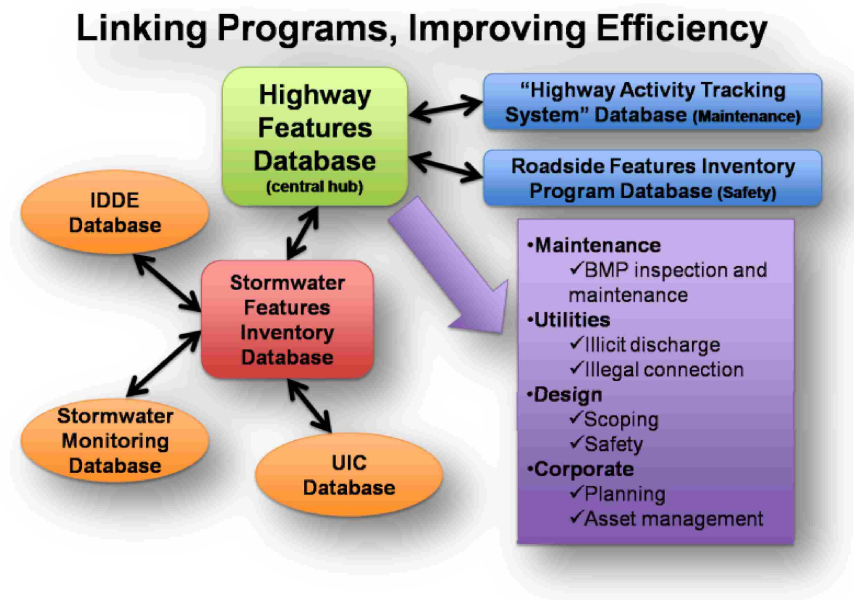 Linking Programs, Improving Efficiency
Highway
Features
Database
(central hub)
“Highway Activity Tracking
System” Database (Maintenance)
Roadside Features Inventory
Program Database (Safety)
IDDE
Database
Stormwater
Features
Inventory
Database
Stormwater
Monitoring
Database
UIC
Database
•Maintenance
✓BMP inspection and
maintenance
•Utilities
✓Illicit discharge
✓Illegal connection
•Design
✓Scoping
✓Safety
•Corporate
✓Planning
✓Asset management